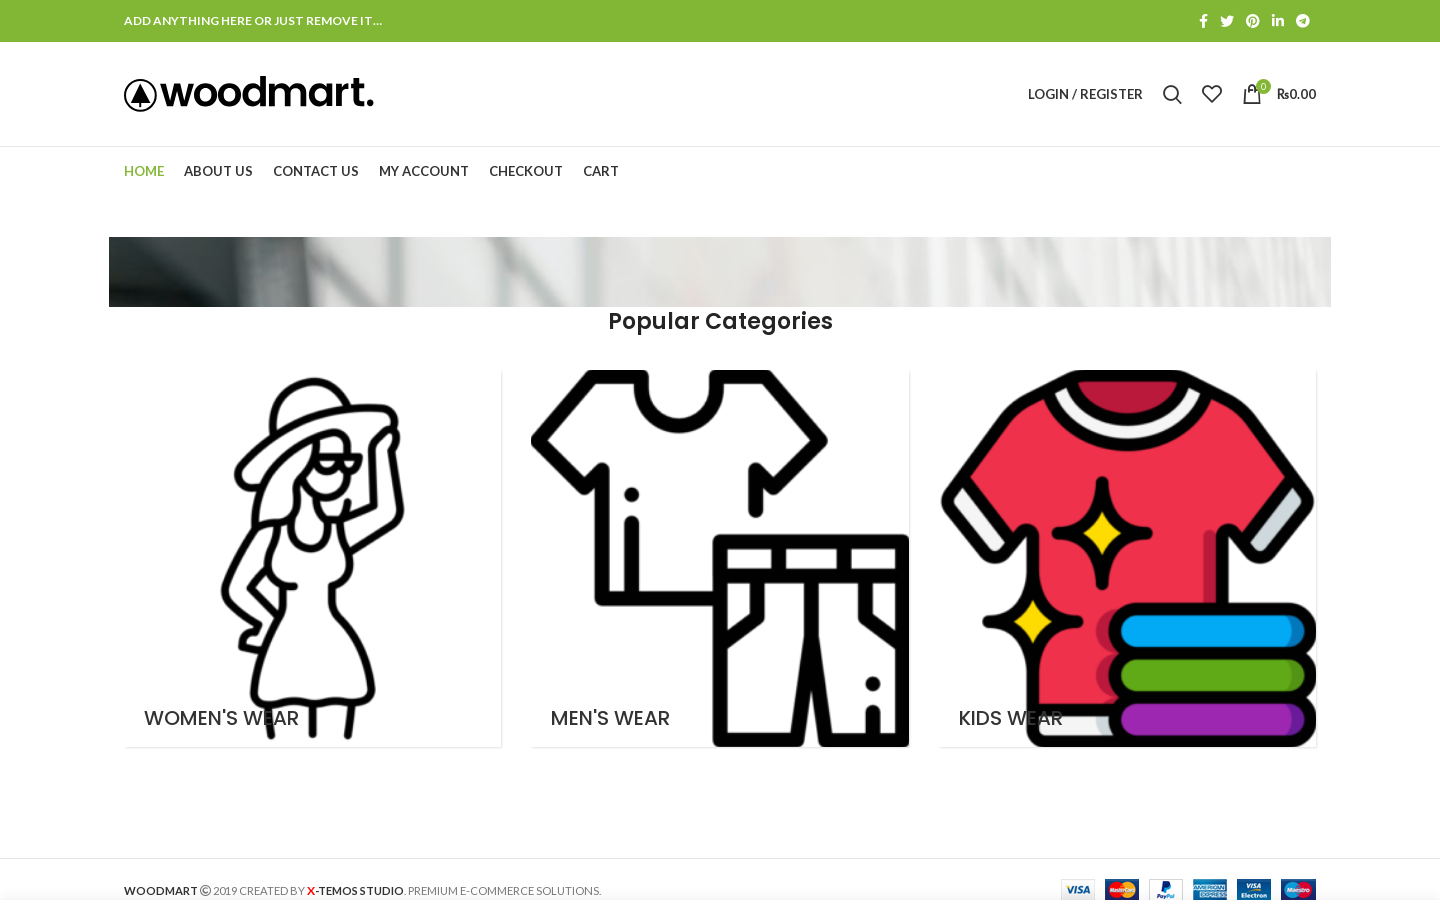 ADD ANYTHING HERE OR JUST REMOVE IT…
woodmart.
LOGIN / REGISTER
0
₨0.00
HOME
ABOUT US
CONTACT US
MY ACCOUNT
CHECKOUT
CART
Popular Categories
WOMEN'S WEAR
MEN'S WEAR
KIDS WEAR
WOODMART © 2019 CREATED BY X-TEMOS STUDIO. PREMIUM E-COMMERCE SOLUTIONS.
VISA
MasterCard
PayPal
AMERICAN EXPRESS
VISA Electron
Maestro